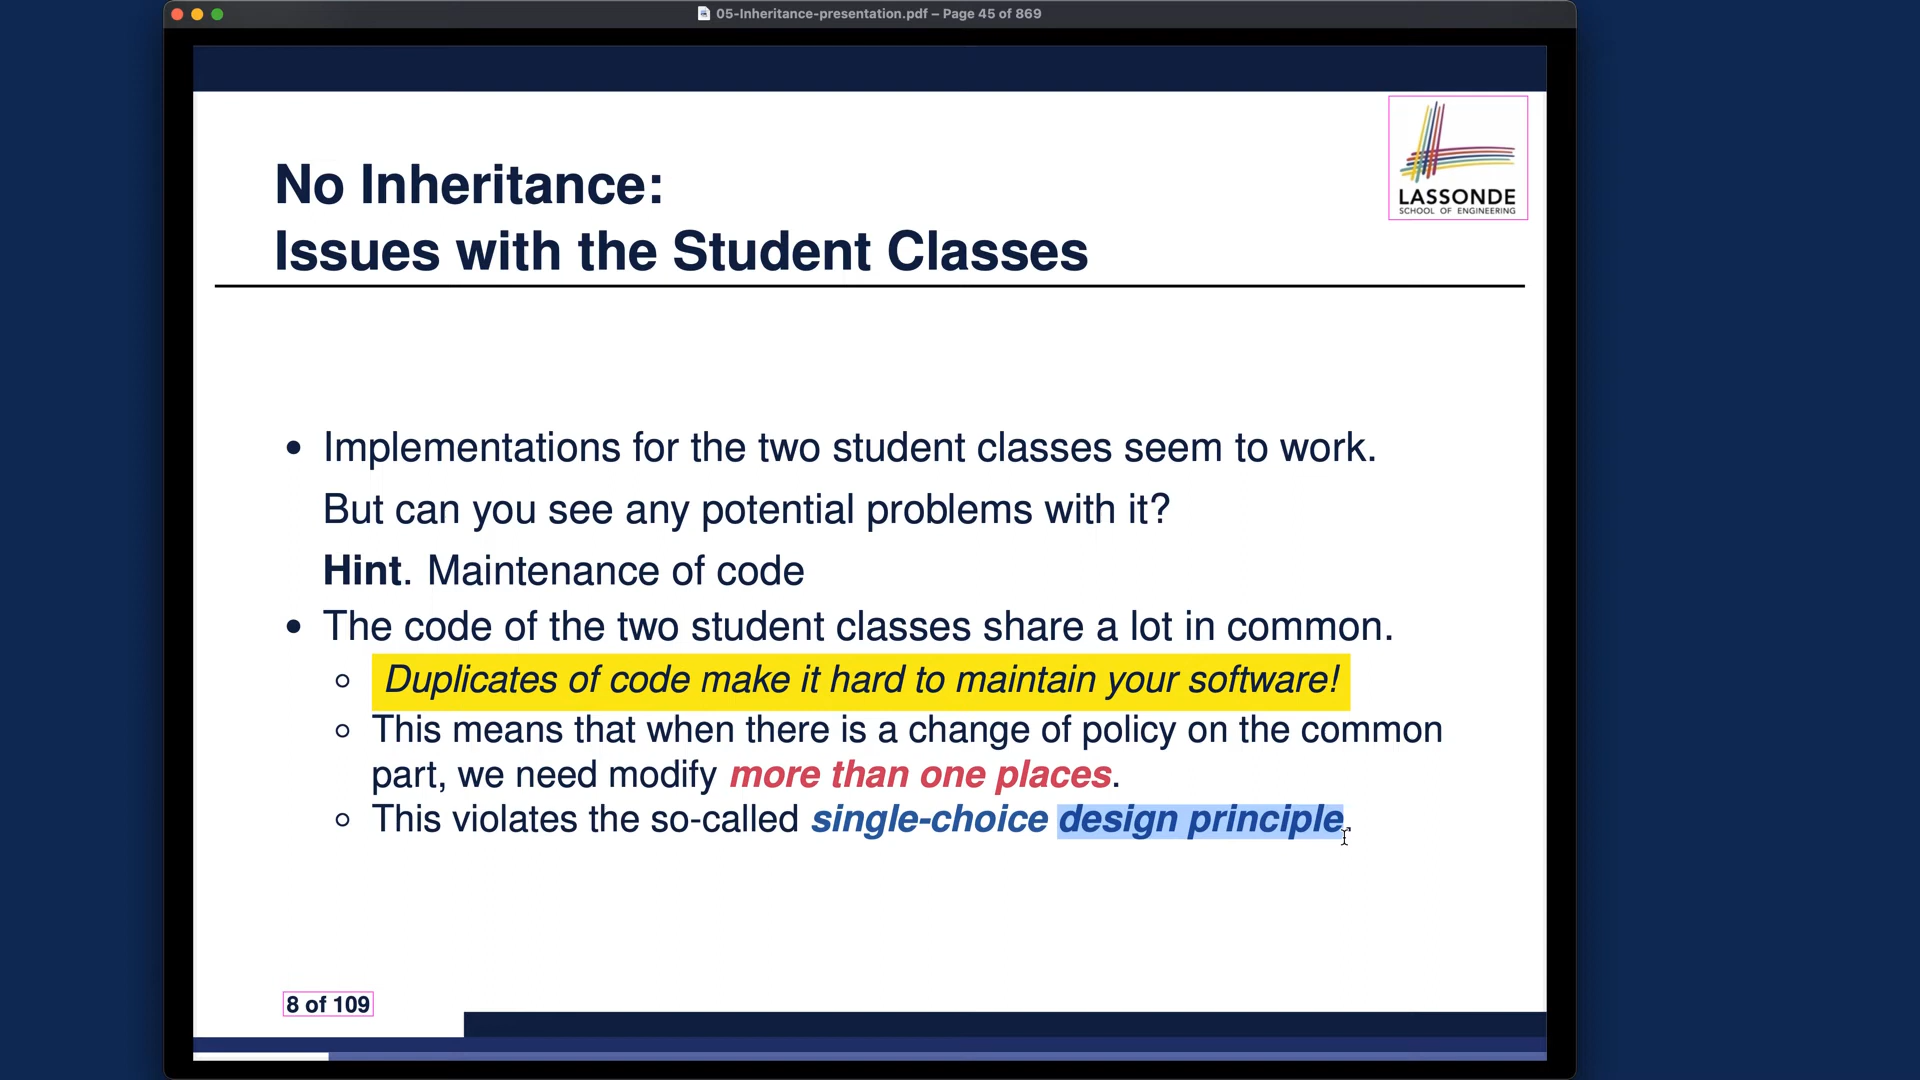 05-Inheritance-presentation.pdf – Page 45 of 869
LASSONDE
SCHOOL OF ENGINEERING
No Inheritance:
Issues with the Student Classes
• Implementations for the two student classes seem to work.
But can you see any potential problems with it?
Hint. Maintenance of code
• The code of the two student classes share a lot in common.
○ Duplicates of code make it hard to maintain your software!
○ This means that when there is a change of policy on the common
part, we need modify more than one places.
○ This violates the so-called single-choice design principle.
8 of 109